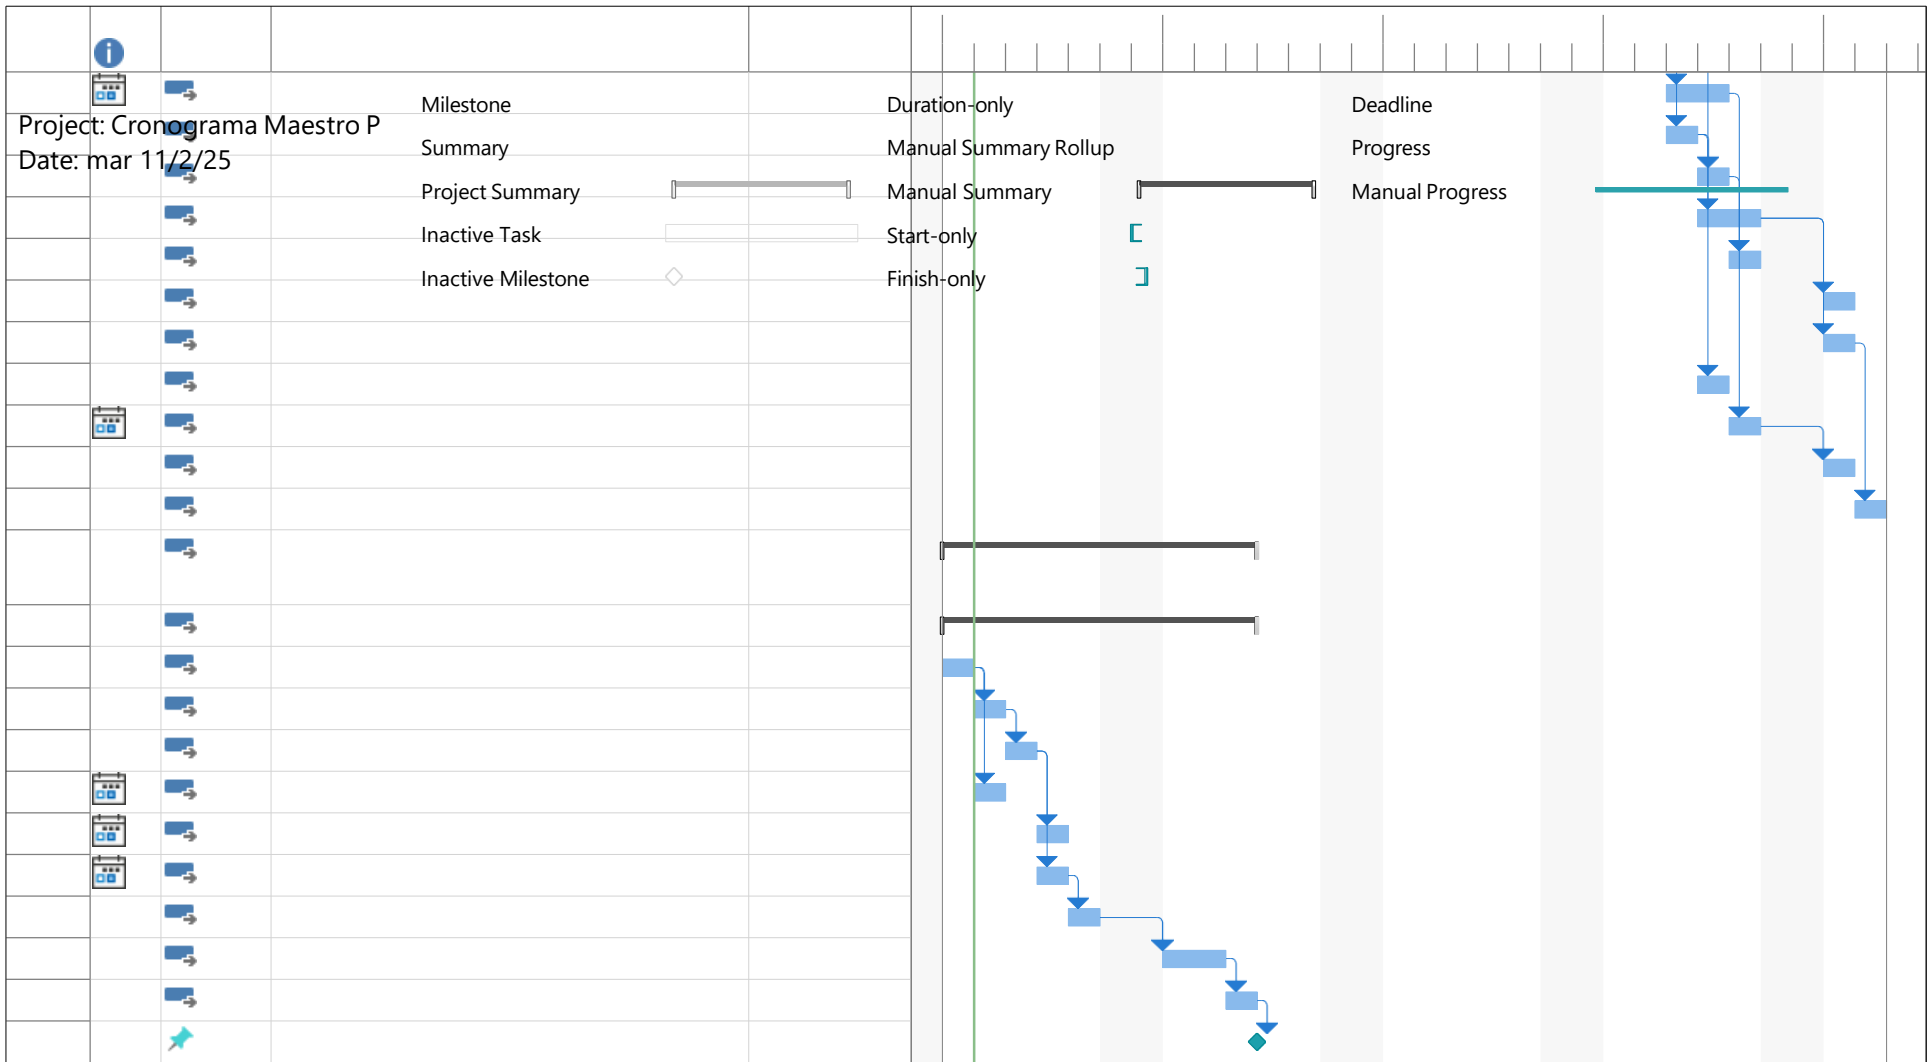 Project: Cronograma Maestro P
Date: mar 11/2/25
Milestone
Summary
Project Summary
Inactive Task
Inactive Milestone
Duration-only
Manual Summary Rollup
Manual Summary
Start-only
Finish-only
Deadline
Progress
Manual Progress